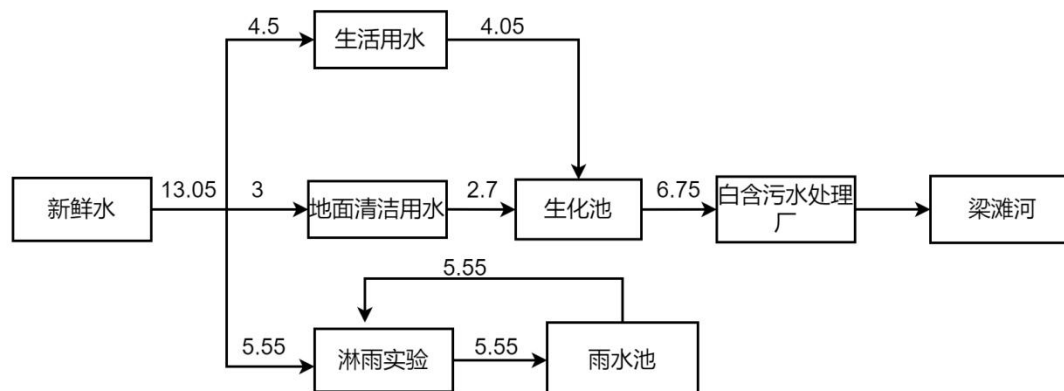 4.5
生活用水
4.05
新鲜水
13.05
3
地面清洁用水
2.7
生化池
6.75
白含污水处理
厂
梁滩河
5.55
5.55
淋雨实验
5.55
雨水池